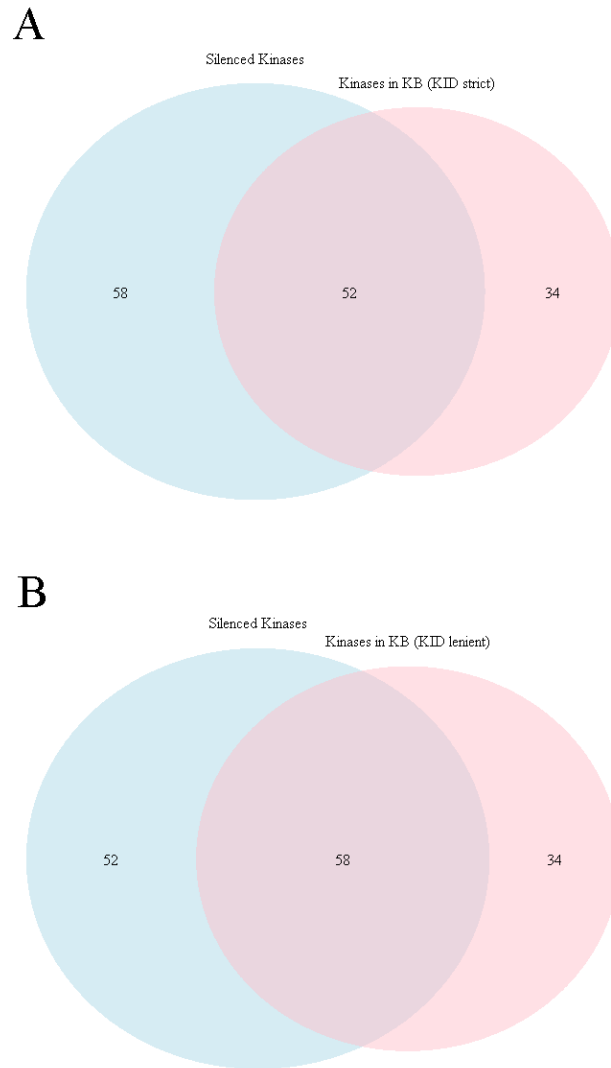 A
Silenced Kinases
Kinases in KB (KID strict)
58
52
34
B
Silenced Kinases
Kinases in KB (KID lenient)
52
58
34